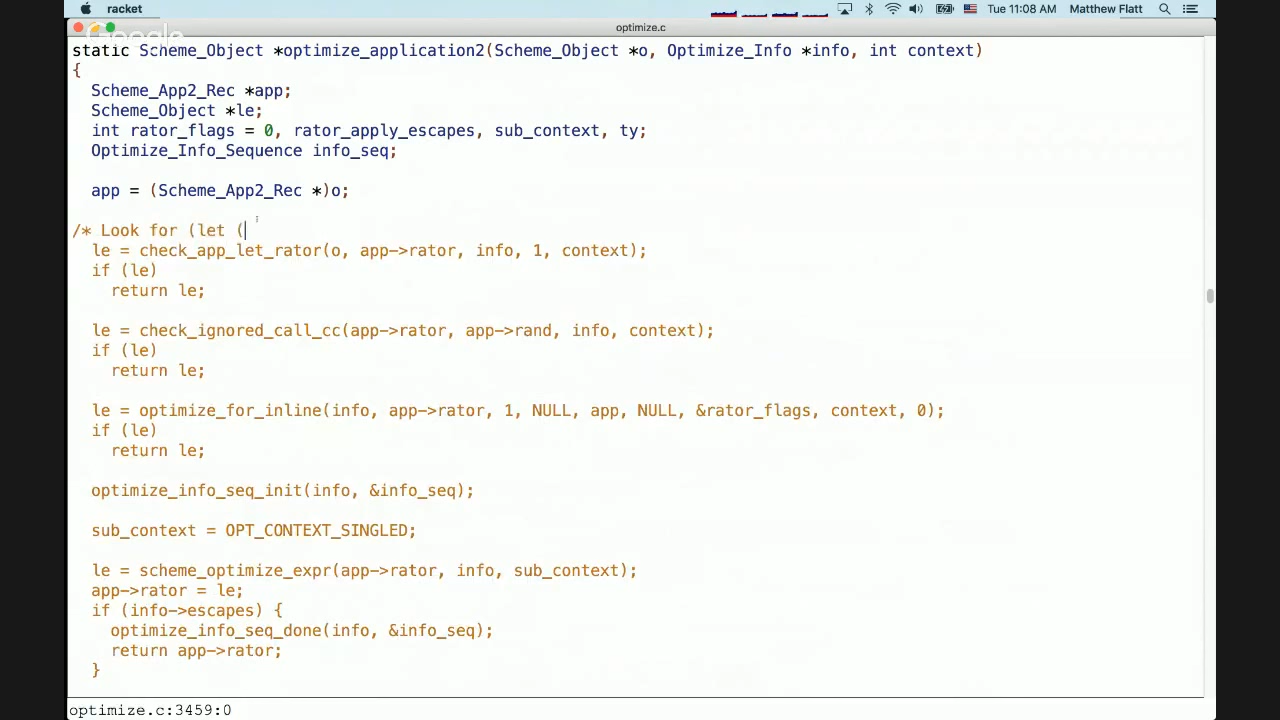 racket Tue 11:08 AM Matthew Flatt
Google
optimize.c
static Scheme_Object *optimize_application2(Scheme_Object *o, Optimize_Info *info, int context)
{
Scheme_App2_Rec *app;
Scheme_Object *le;
int rator_flags = 0, rator_apply_escapes, sub_context, ty;
Optimize_Info_Sequence info_seq;
app = (Scheme_App2_Rec *)o;
/* Look for (let (
le = check_app_let_rator(o, app->rator, info, 1, context);
if (le)
return le;
le = check_ignored_call_cc(app->rator, app->rand, info, context);
if (le)
return le;
le = optimize_for_inline(info, app->rator, 1, NULL, app, NULL, &rator_flags, context, 0);
if (le)
return le;
optimize_info_seq_init(info, &info_seq);
sub_context = OPT_CONTEXT_SINGLED;
le = scheme_optimize_expr(app->rator, info, sub_context);
app->rator = le;
if (info->escapes) {
optimize_info_seq_done(info, &info_seq);
return app->rator;
}
optimize.c:3459:0